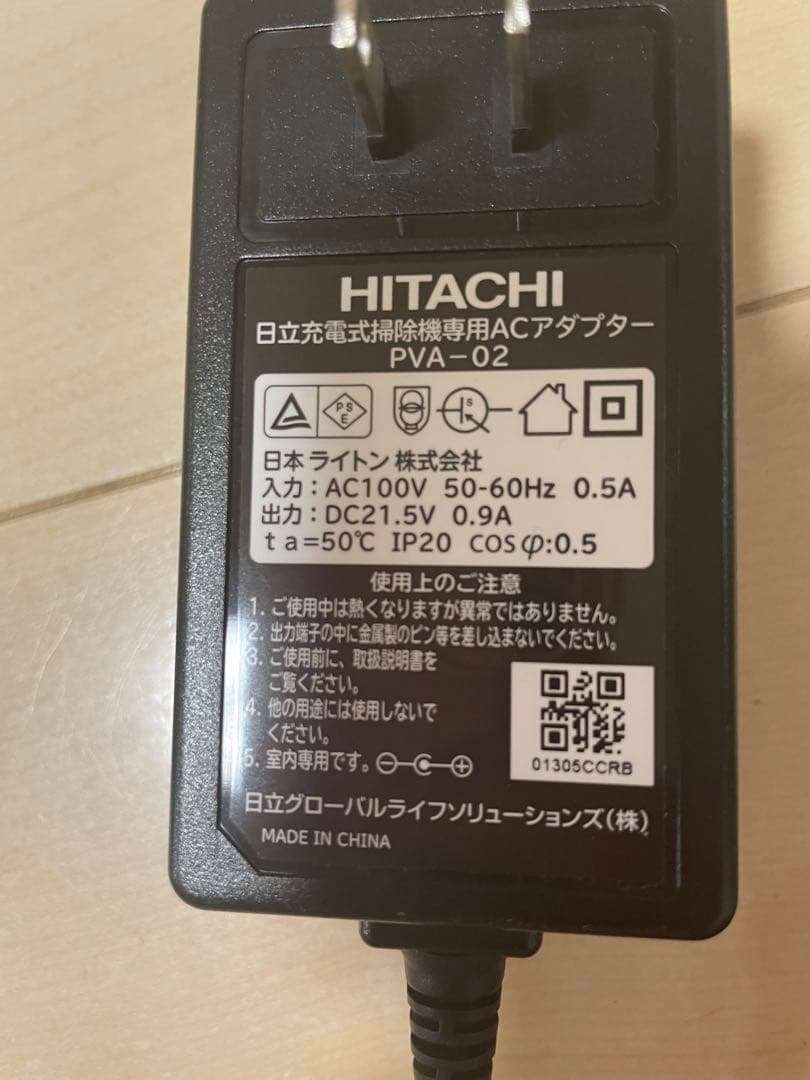 HITACHI
日立充電式掃除機専用ACアダプター
PVA-02
PS
E
S
日本 ライトン 株式会社
入力：AC100V 50-60Hz 0.5A
出力：DC21.5V 0.9A
ta=50℃ IP20 COSφ:0.5
使用上のご注意
1. ご使用中は熱くなりますが異常ではありません。
2. 出力端子の中に金属製のピン等を差し込まないでください。
3. ご使用前に、取扱説明書を
ご覧ください。
4. 他の用途には使用しないで
ください。
5. 室内専用です。
01305CCRB
日立グローバルライフソリューションズ(株)
MADE IN CHINA